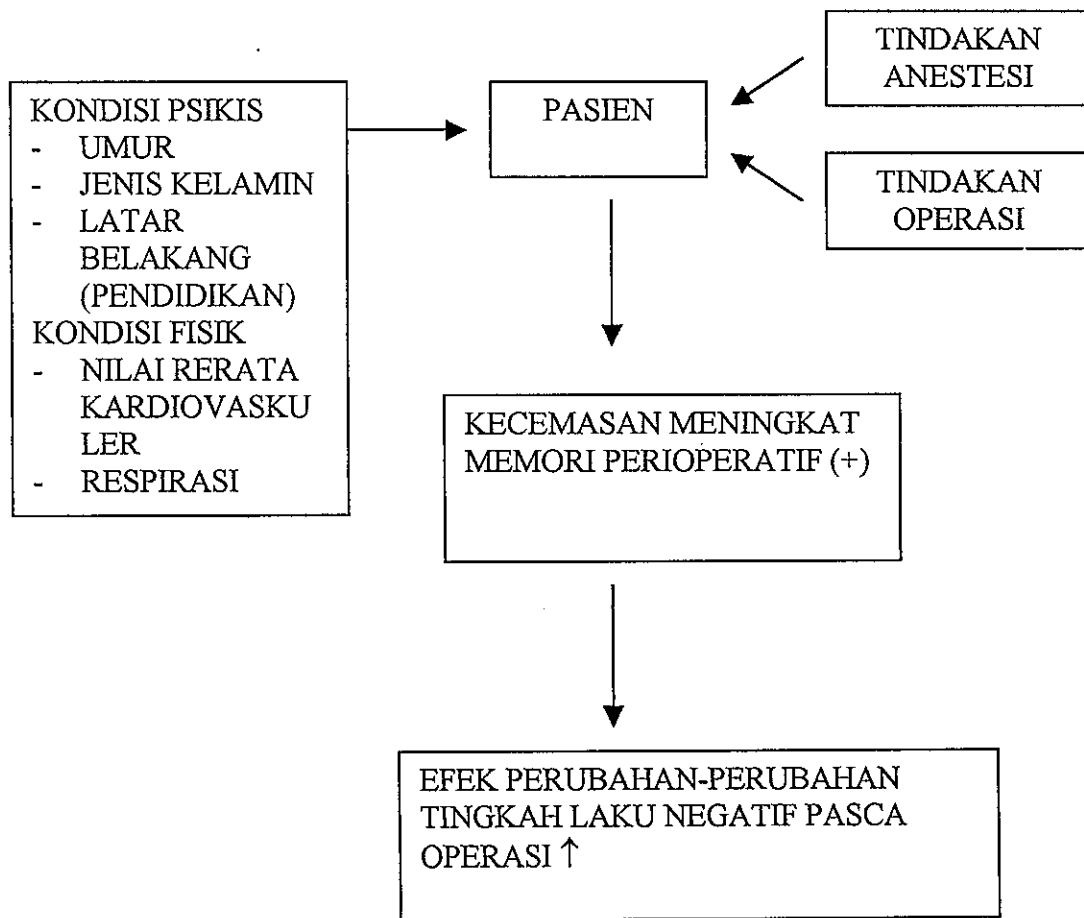 KONDISI PSIKIS
- UMUR
- JENIS KELAMIN
- LATAR
BELAKANG
(PENDIDIKAN)
KONDISI FISIK
- NILAI RERATA
KARDIOVASKU
LER
- RESPIRASI
PASIEN
TINDAKAN
ANESTESI
TINDAKAN
OPERASI
KECEMASAN MENINGKAT
MEMORI PERIOPERATIF (+)
EFEK PERUBAHAN-PERUBAHAN
TINGKAH LAKU NEGATIF PASCA
OPERASI ↑